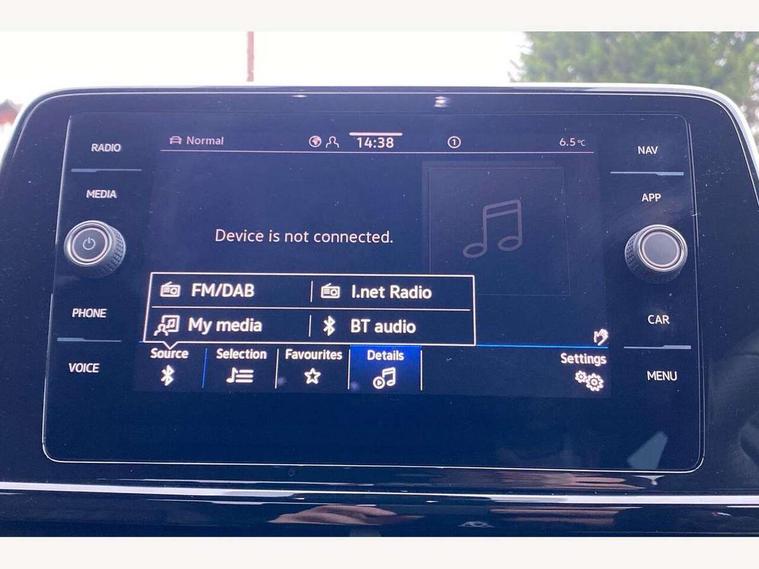 RADIO
MEDIA
PHONE
VOICE
Normal
14:38
1
6.5°C
Device is not connected.
FM/DAB
I.net Radio
My media
BT audio
Source
Selection
Favourites
Details
Settings
NAV
APP
CAR
MENU